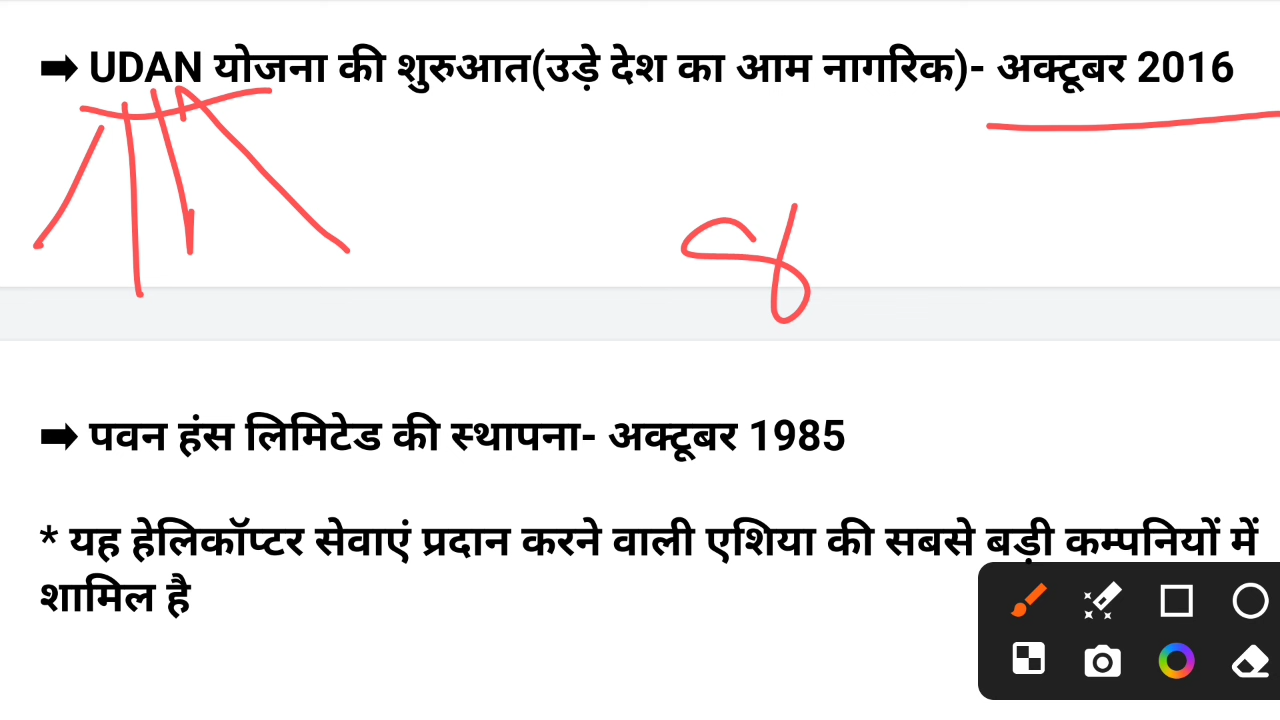 ➡ UDAN योजना की शुरुआत(उड़े देश का आम नागरिक)- अक्टूबर 2016
8
➡ पवन हंस लिमिटेड की स्थापना- अक्टूबर 1985
* यह हेलिकॉप्टर सेवाएं प्रदान करने वाली एशिया की सबसे बड़ी कम्पनियों में
शामिल है